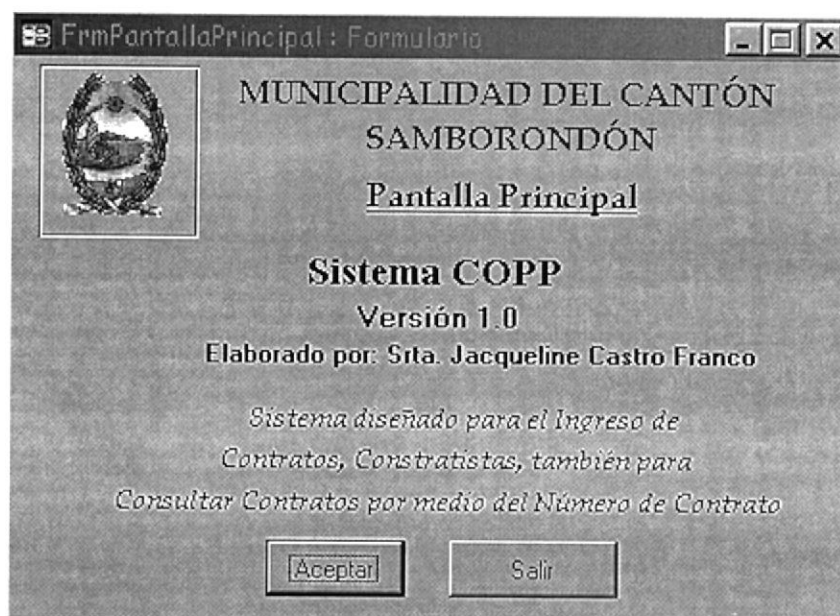 FrmPantallaPrincipal : Formulario
MUNICIPALIDAD DEL CANTÓN
SAMBORONDÓN
Pantalla Principal
Sistema COPP
Versión 1.0
Elaborado por: Srta. Jacqueline Castro Franco
Sistema diseñado para el Ingreso de
Contratos, Constratistas, también para
Consultar Contratos por medio del Número de Contrato
Aceptar Salir